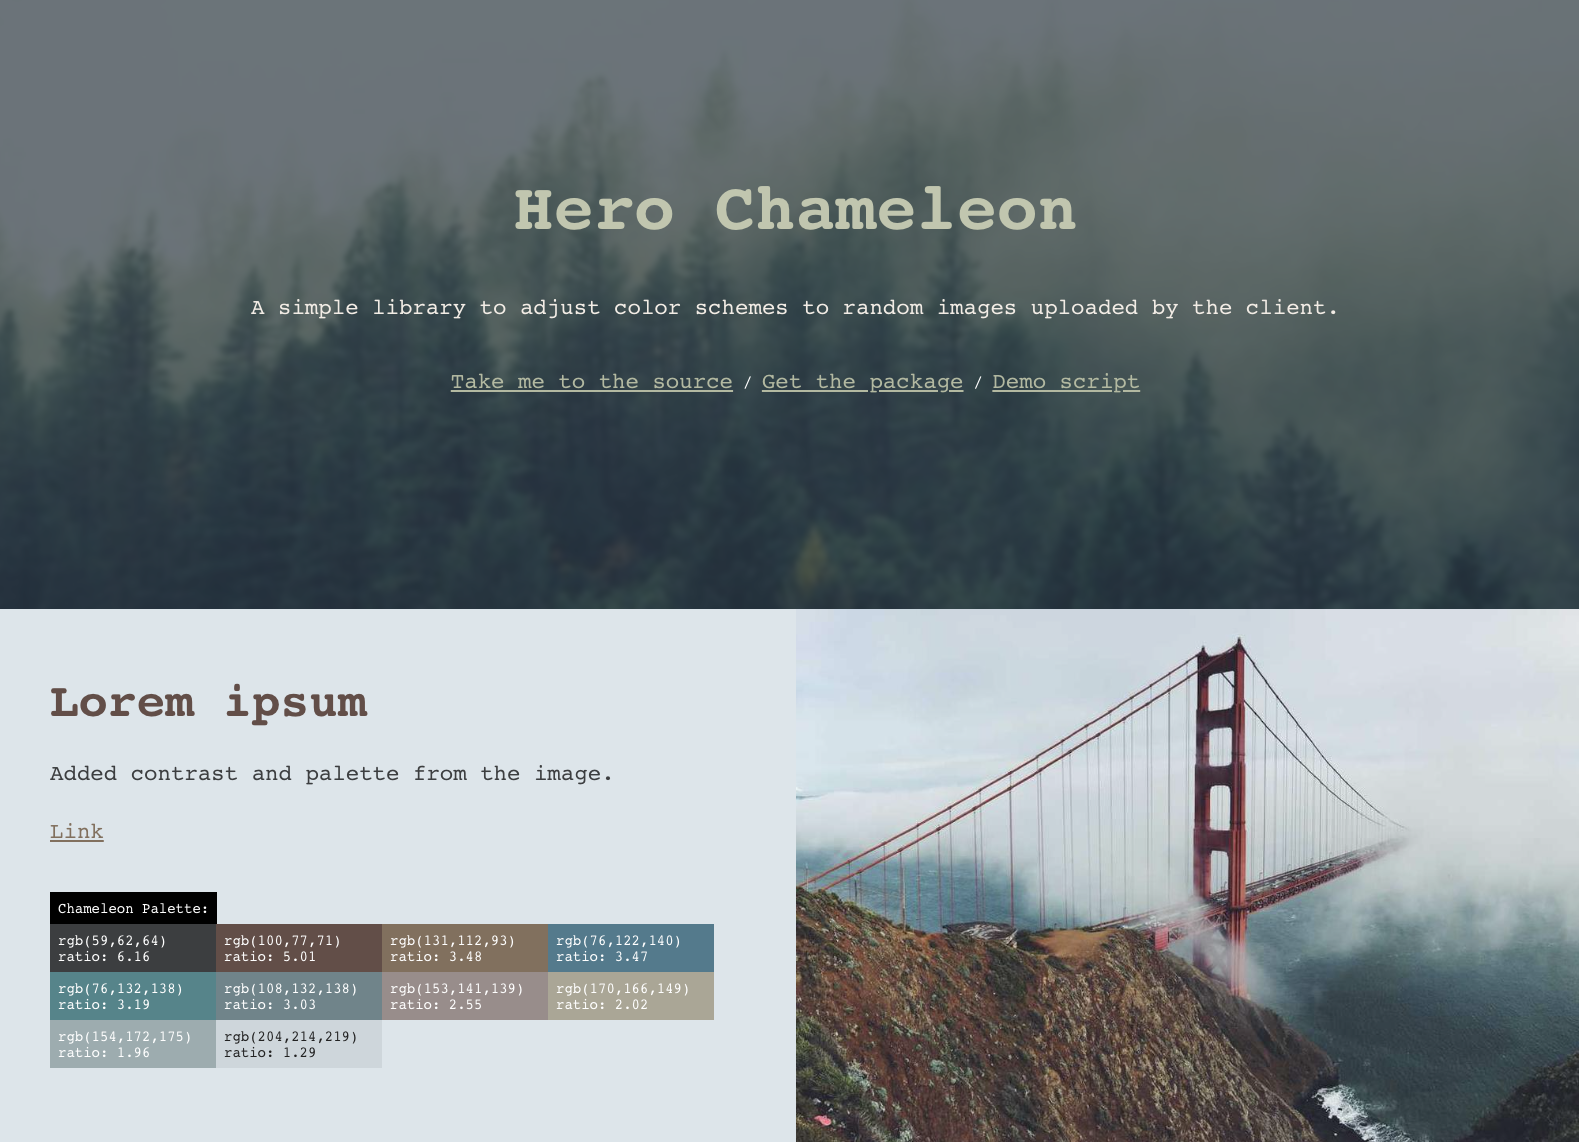 Hero Chameleon
A simple library to adjust color schemes to random images uploaded by the client.
Take me to the source / Get the package / Demo script
Lorem ipsum
Added contrast and palette from the image.
Link
Chameleon Palette:
rgb(59,62,64) rgb(100,77,71) rgb(131,112,93) rgb(76,122,140)
ratio: 6.16 ratio: 5.01 ratio: 3.48 ratio: 3.47
rgb(76,132,138) rgb(108,132,138) rgb(153,141,139) rgb(170,166,149)
ratio: 3.19 ratio: 3.03 ratio: 2.55 ratio: 2.02
rgb(154,172,175) rgb(204,214,219)
ratio: 1.96 ratio: 1.29